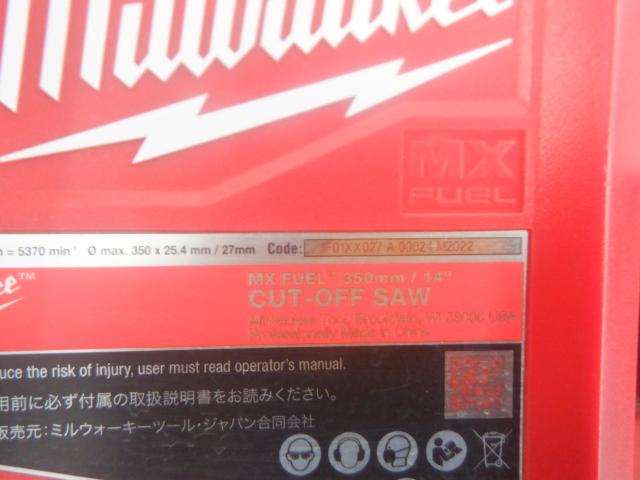 Milwaukee
MX
FUEL
= 5370 min⁻¹ Ø max. 350 x 25.4 mm / 27mm Code: F01XX027 A 00024 M2022
MX FUEL™ 350mm / 14"
CUT-OFF SAW
Milwaukee Tool, Brookfield, WI 53005 USA
Professionally Made in China
uce the risk of injury, user must read operator's manual.
用前に必ず付属の取扱説明書をお読みください。
販売元：ミルウォーキーツール・ジャパン合同会社